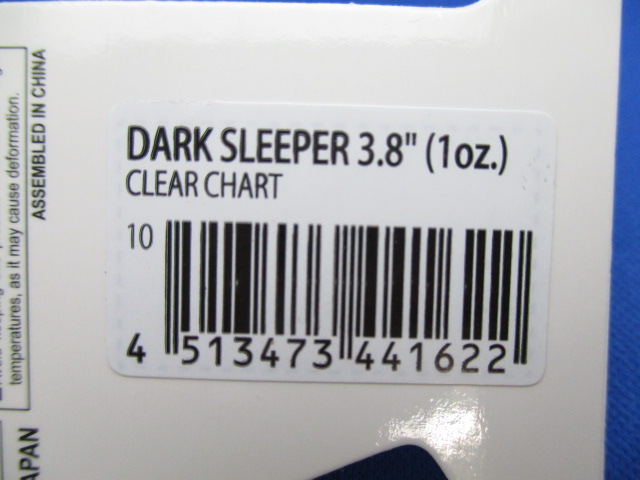 DARK SLEEPER 3.8" (1oz.)
CLEAR CHART
10
4 513473 441622
temperatures, as it may cause deformation.
ASSEMBLED IN CHINA